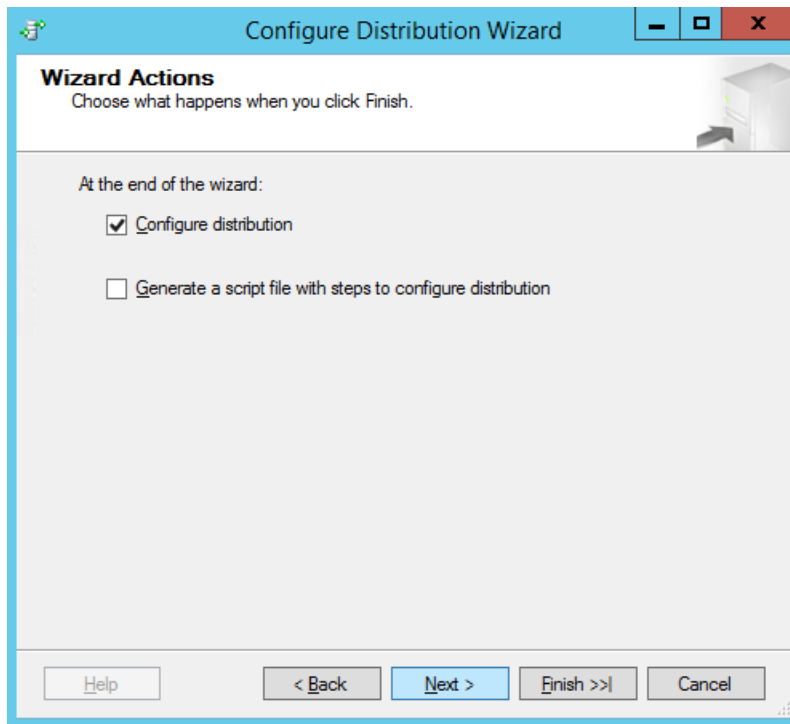 Configure Distribution Wizard
Wizard Actions
Choose what happens when you click Finish.
At the end of the wizard:
Configure distribution
Generate a script file with steps to configure distribution
Help
< Back
Next >
Finish >>|
Cancel